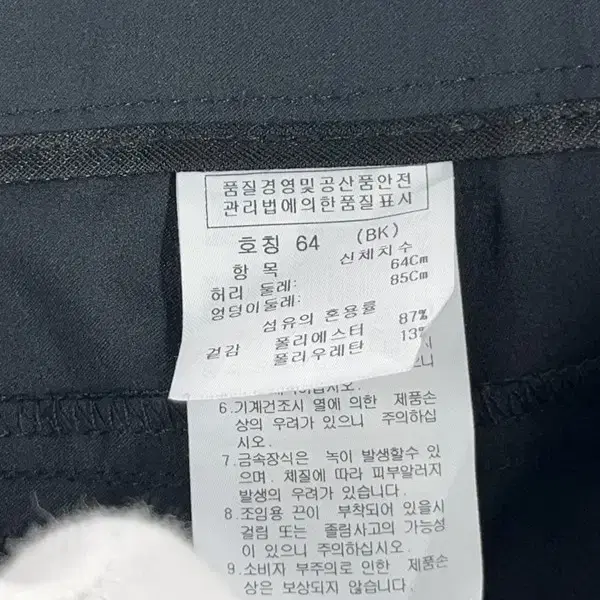 품질경영및공산품안전
관리법에의한품질표시
호칭 64 (BK)
항 목 신체치수
허리 둘레: 64Cm
엉덩이둘레: 85Cm
섬유의 혼용률
겉감 폴리에스터 87%
폴리우레탄 13%
6.기계건조시 열에 의한 제품손
상의 우려가 있으니 주의하십
시오.
7.금속장식은 녹이 발생할수 있
으며, 체질에 따라 피부알러지
발생의 우려가 있습니다.
8.조임용 끈이 부착되어 있을시
걸림 또는 졸림사고의 가능성
이 있으니 주의하십시오.
9.소비자 부주의로 인한 제품손
상은 보상되지 않습니다.